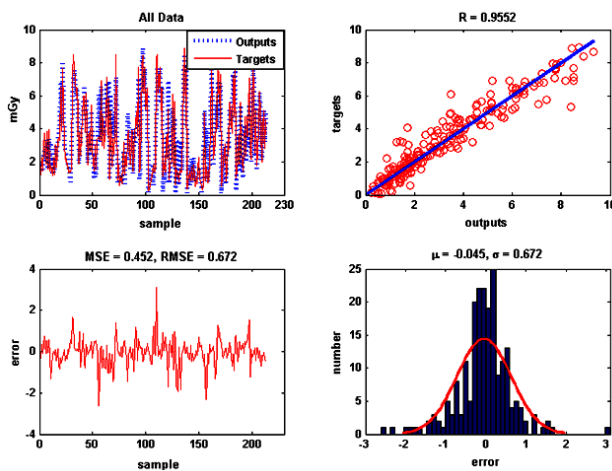 All Data
10
8
6
4
2
0
mGy
0 50 100 150 200 230
sample
Outputs
Targets
R = 0.9552
10
8
6
4
2
0
targets
0 2 4 6 8 10
outputs
MSE = 0.452, RMSE = 0.672
4
2
0
-2
-4
error
0 50 100 150 200
sample
μ = -0.045, σ = 0.672
25
20
15
10
5
0
number
-3 -2 -1 0 1 2 3
error